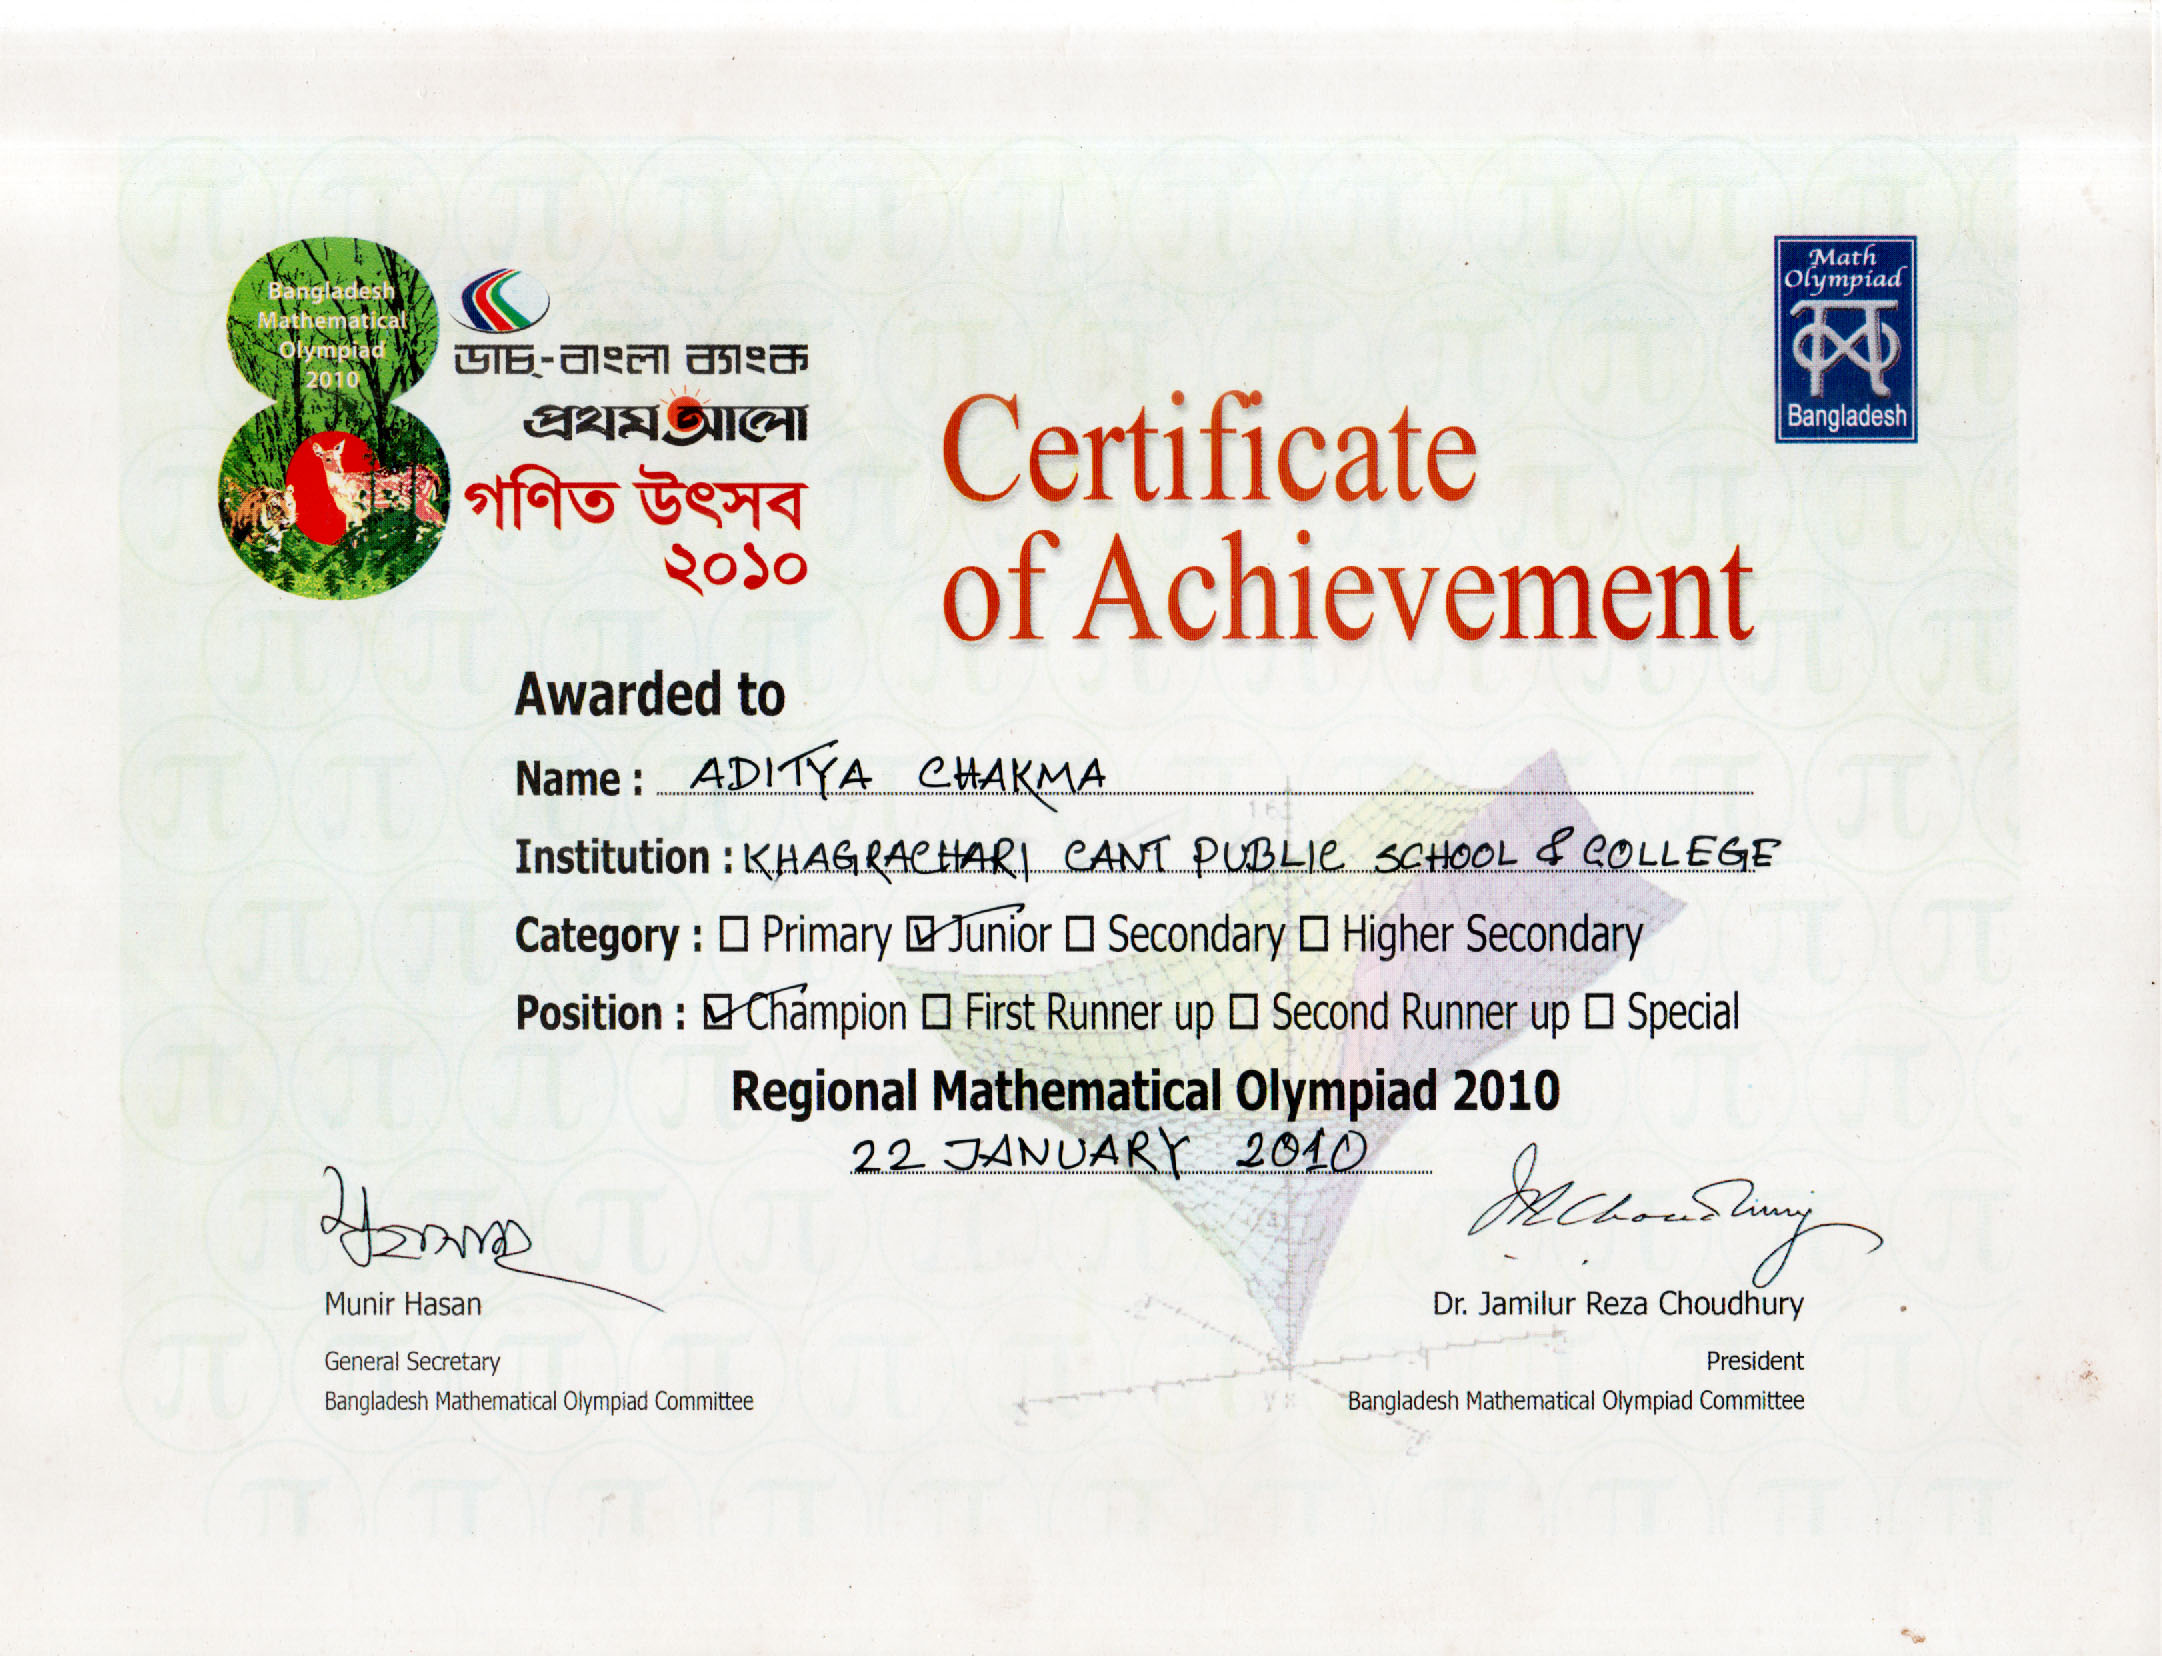 Bangladesh
Mathematical
Olympiad
2010
ডাচ্-বাংলা ব্যাংক
প্রথম আলো
গণিত উৎসব
২০১০
Math
Olympiad
Bangladesh
Certificate
of Achievement
Awarded to
Name : ADITYA CHAKMA
Institution : KHAGRACHARI CANT PUBLIC SCHOOL & COLLEGE
Category : ☐ Primary ☑ Junior ☐ Secondary ☐ Higher Secondary
Position : ☑ Champion ☐ First Runner up ☐ Second Runner up ☐ Special
Regional Mathematical Olympiad 2010
22 JANUARY 2010
Munir Hasan
General Secretary
Bangladesh Mathematical Olympiad Committee
JRChoudhury
Dr. Jamilur Reza Choudhury
President
Bangladesh Mathematical Olympiad Committee